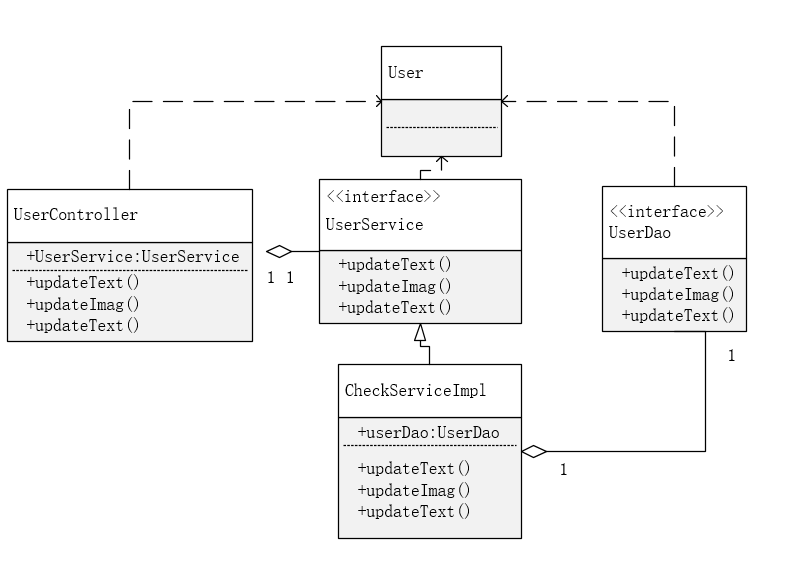 User
UserController
+UserService:UserService
+updateText()
+updateImag()
+updateText()
1 1
<<interface>>
UserService
+updateText()
+updateImag()
+updateText()
<<interface>>
UserDao
+updateText()
+updateImag()
+updateText()
1
CheckServiceImpl
+userDao:UserDao
+updateText()
+updateImag()
+updateText()
1